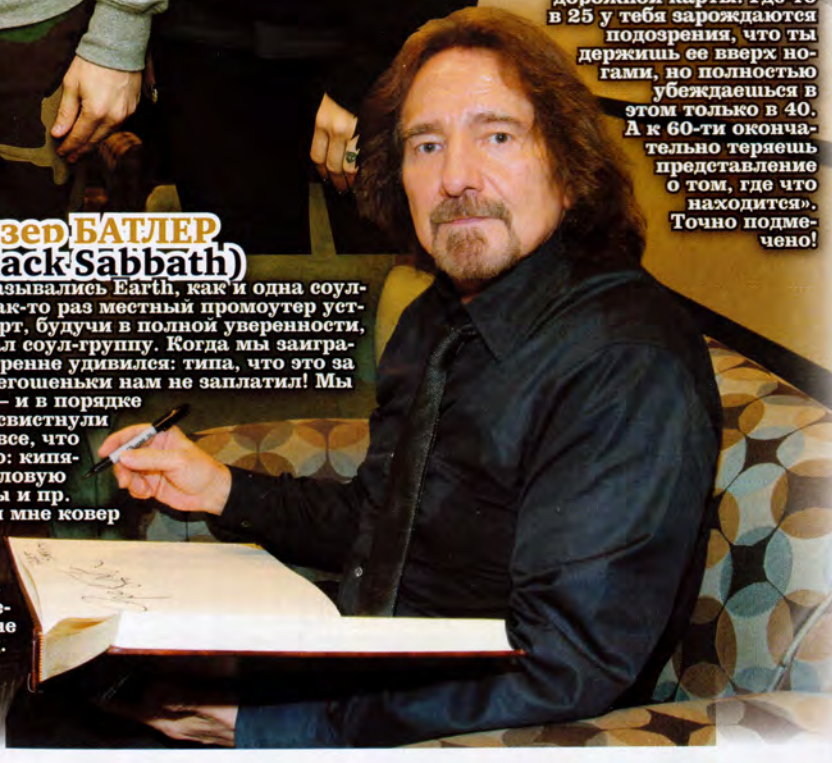 дорожной карты. Где-то
в 25 у тебя зарождаются
подозрения, что ты
держишь ее вверх но-
гами, но полностью
убеждаешься в
этом только в 40.
А к 60-ти оконча-
тельно теряешь
представление
о том, где что
находится».
Точно подме-
чено!
зер БАТЛЕР
ack Sabbath)
азывались Earth, как и одна соул-
ак-то раз местный промоутер уст-
рт, будучи в полной уверенности,
л соул-группу. Когда мы заигра-
ренне удивился: типа, что это за
егошеньки нам не заплатил! Мы
– и в порядке
свистнули
все, что
о: кипя-
ловую
ы и пр.
и мне ковер
е-
не